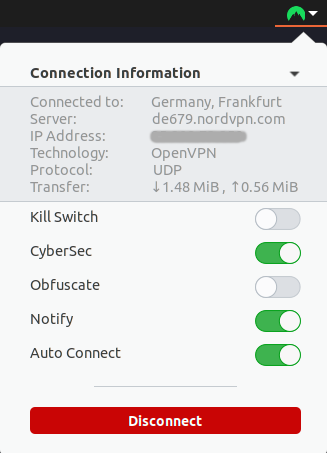 Connection Information
Connected to: Germany, Frankfurt
Server: de679.nordvpn.com
IP Address:
Technology: OpenVPN
Protocol: UDP
Transfer: ↓1.48 MiB , ↑0.56 MiB
Kill Switch
CyberSec
Obfuscate
Notify
Auto Connect
Disconnect